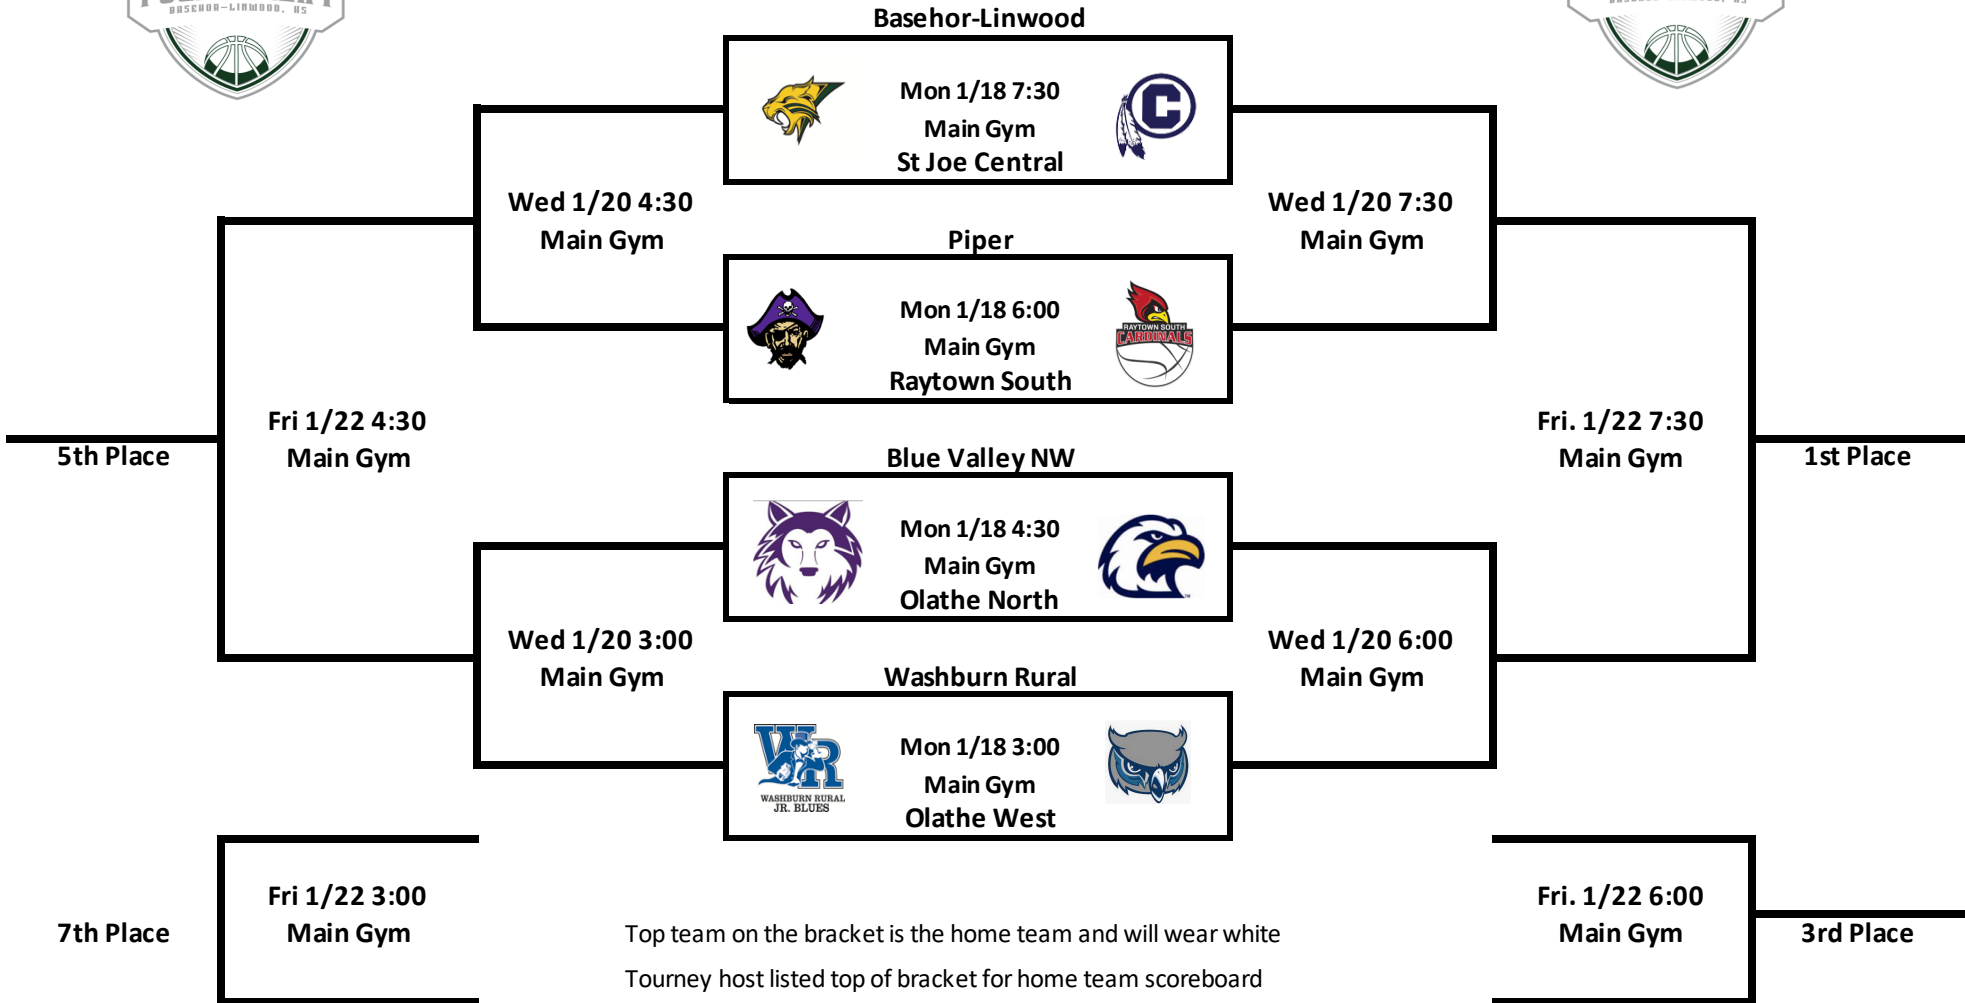 BASEHOR-LINWOOD, KS
Basehor-Linwood
Mon 1/18 7:30
Main Gym
St Joe Central
C
Wed 1/20 4:30
Main Gym
Wed 1/20 7:30
Main Gym
Piper
Mon 1/18 6:00
Main Gym
Raytown South
RAYTOWN SOUTH
CARDINALS
Fri 1/22 4:30
Main Gym
5th Place
Fri. 1/22 7:30
Main Gym
1st Place
Blue Valley NW
Mon 1/18 4:30
Main Gym
Olathe North
Wed 1/20 3:00
Main Gym
Wed 1/20 6:00
Main Gym
Washburn Rural
WR
WASHBURN RURAL
JR. BLUES
Mon 1/18 3:00
Main Gym
Olathe West
Fri 1/22 3:00
Main Gym
7th Place
Fri. 1/22 6:00
Main Gym
3rd Place
Top team on the bracket is the home team and will wear white
Tourney host listed top of bracket for home team scoreboard